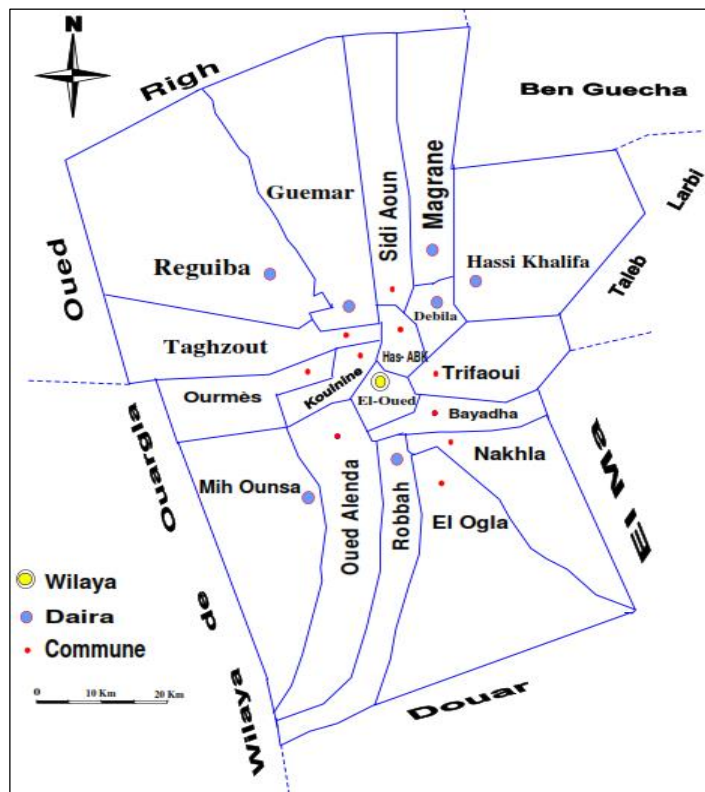 N
Righ
Ben Guecha
Larbi
Taleb
Oued
Guemar
Sidi Aoun
Magrane
Reguiba
Hassi Khalifa
Debila
Taghzout
Has- ABK
Trifaoui
Ourmès
Kouinine
El-Oued
Bayadha
Nakhla
Mih Ounsa
Oued Alenda
Robbah
El Ogla
El Ma
Douar
Wilaya de Ouargla
Wilaya
Daira
Commune
0 10 Km 20 Km